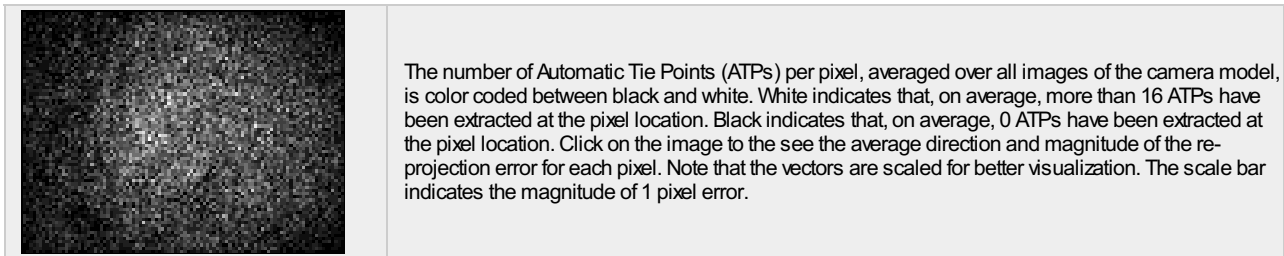 The number of Automatic Tie Points (ATPs) per pixel, averaged over all images of the camera model,
is color coded between black and white. White indicates that, on average, more than 16 ATPs have
been extracted at the pixel location. Black indicates that, on average, 0 ATPs have been extracted at
the pixel location. Click on the image to the see the average direction and magnitude of the re-
projection error for each pixel. Note that the vectors are scaled for better visualization. The scale bar
indicates the magnitude of 1 pixel error.